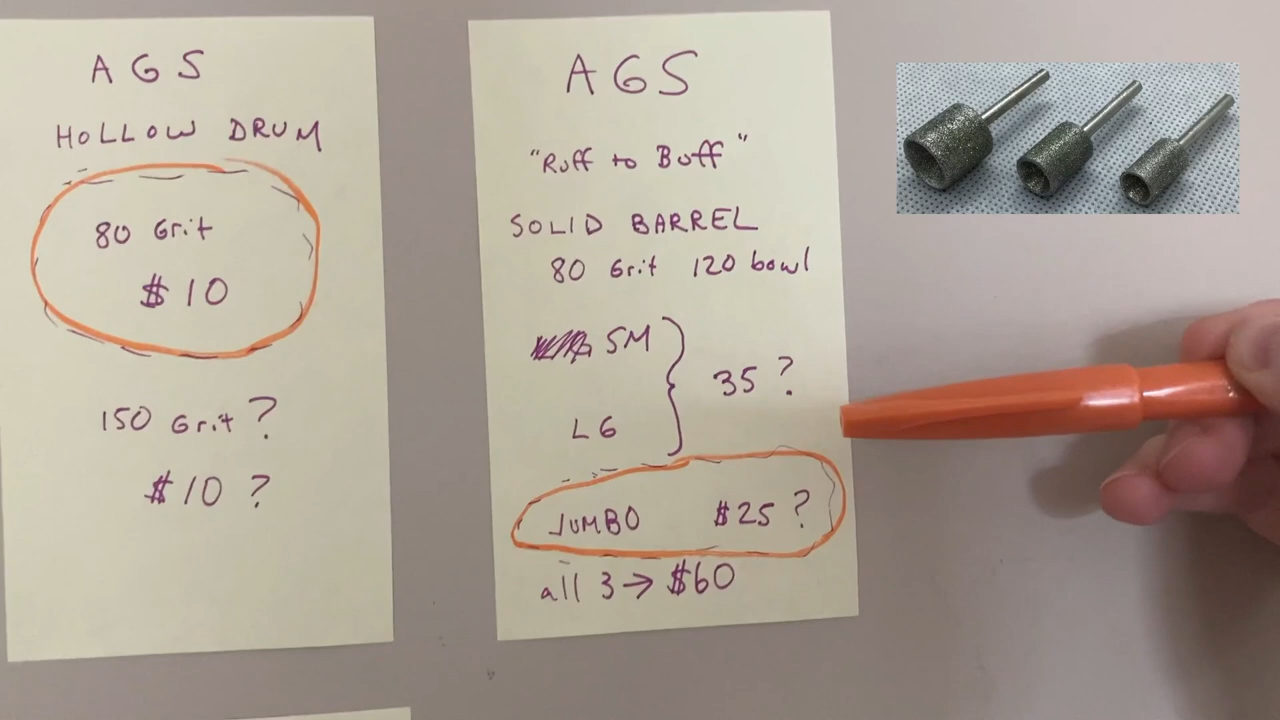 AGS
HOLLOW DRUM
80 Grit
$10
150 Grit?
$10?
AGS
"Ruff to Buff"
SOLID BARREL
80 Grit 120 bowl
SM
LG
35?
JUMBO $25?
all 3→$60